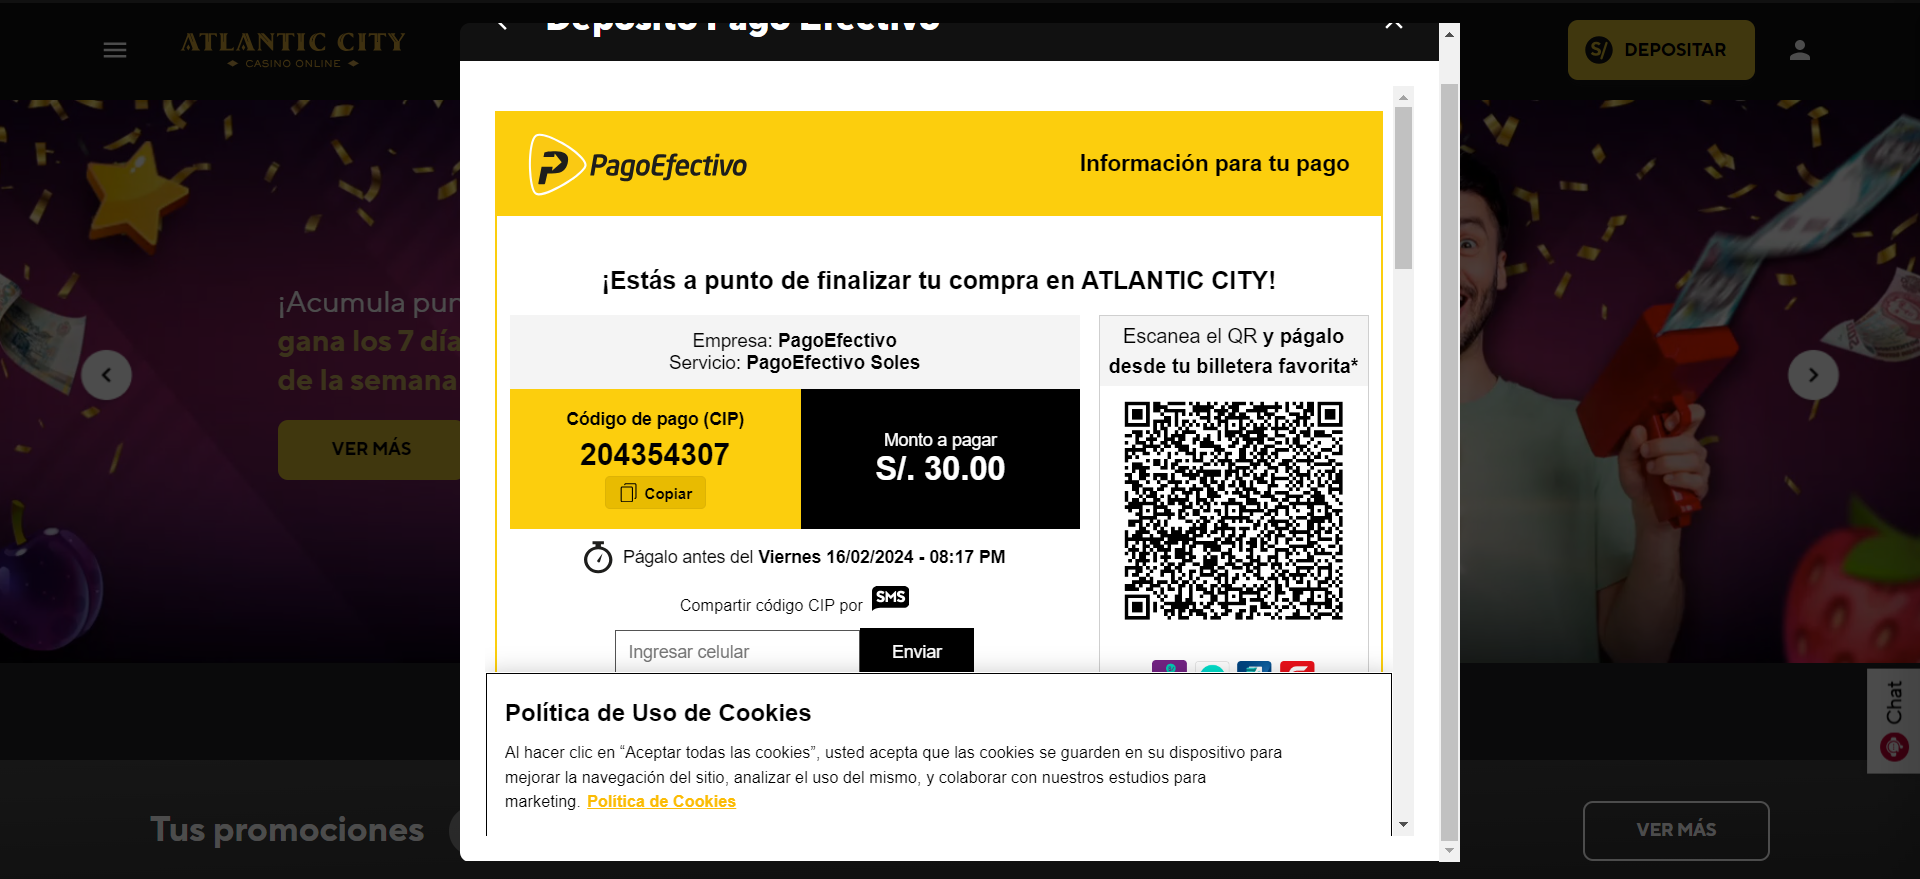 Depósito Pago Efectivo
ATLANTIC CITY
CASINO ONLINE
S/ DEPOSITAR
PagoEfectivo
Información para tu pago
¡Estás a punto de finalizar tu compra en ATLANTIC CITY!
Empresa: PagoEfectivo
Servicio: PagoEfectivo Soles
Código de pago (CIP)
204354307
Copiar
Monto a pagar
S/. 30.00
Págalo antes del Viernes 16/02/2024 - 08:17 PM
Compartir código CIP por SMS
Ingresar celular
Enviar
Escanea el QR y págalo
desde tu billetera favorita*
¡Acumula
gana los 7
de la semana
VER MÁS
Política de Uso de Cookies
Al hacer clic en “Aceptar todas las cookies”, usted acepta que las cookies se guarden en su dispositivo para
mejorar la navegación del sitio, analizar el uso del mismo, y colaborar con nuestros estudios para
marketing. Política de Cookies
Chat
Tus promociones
VER MÁS